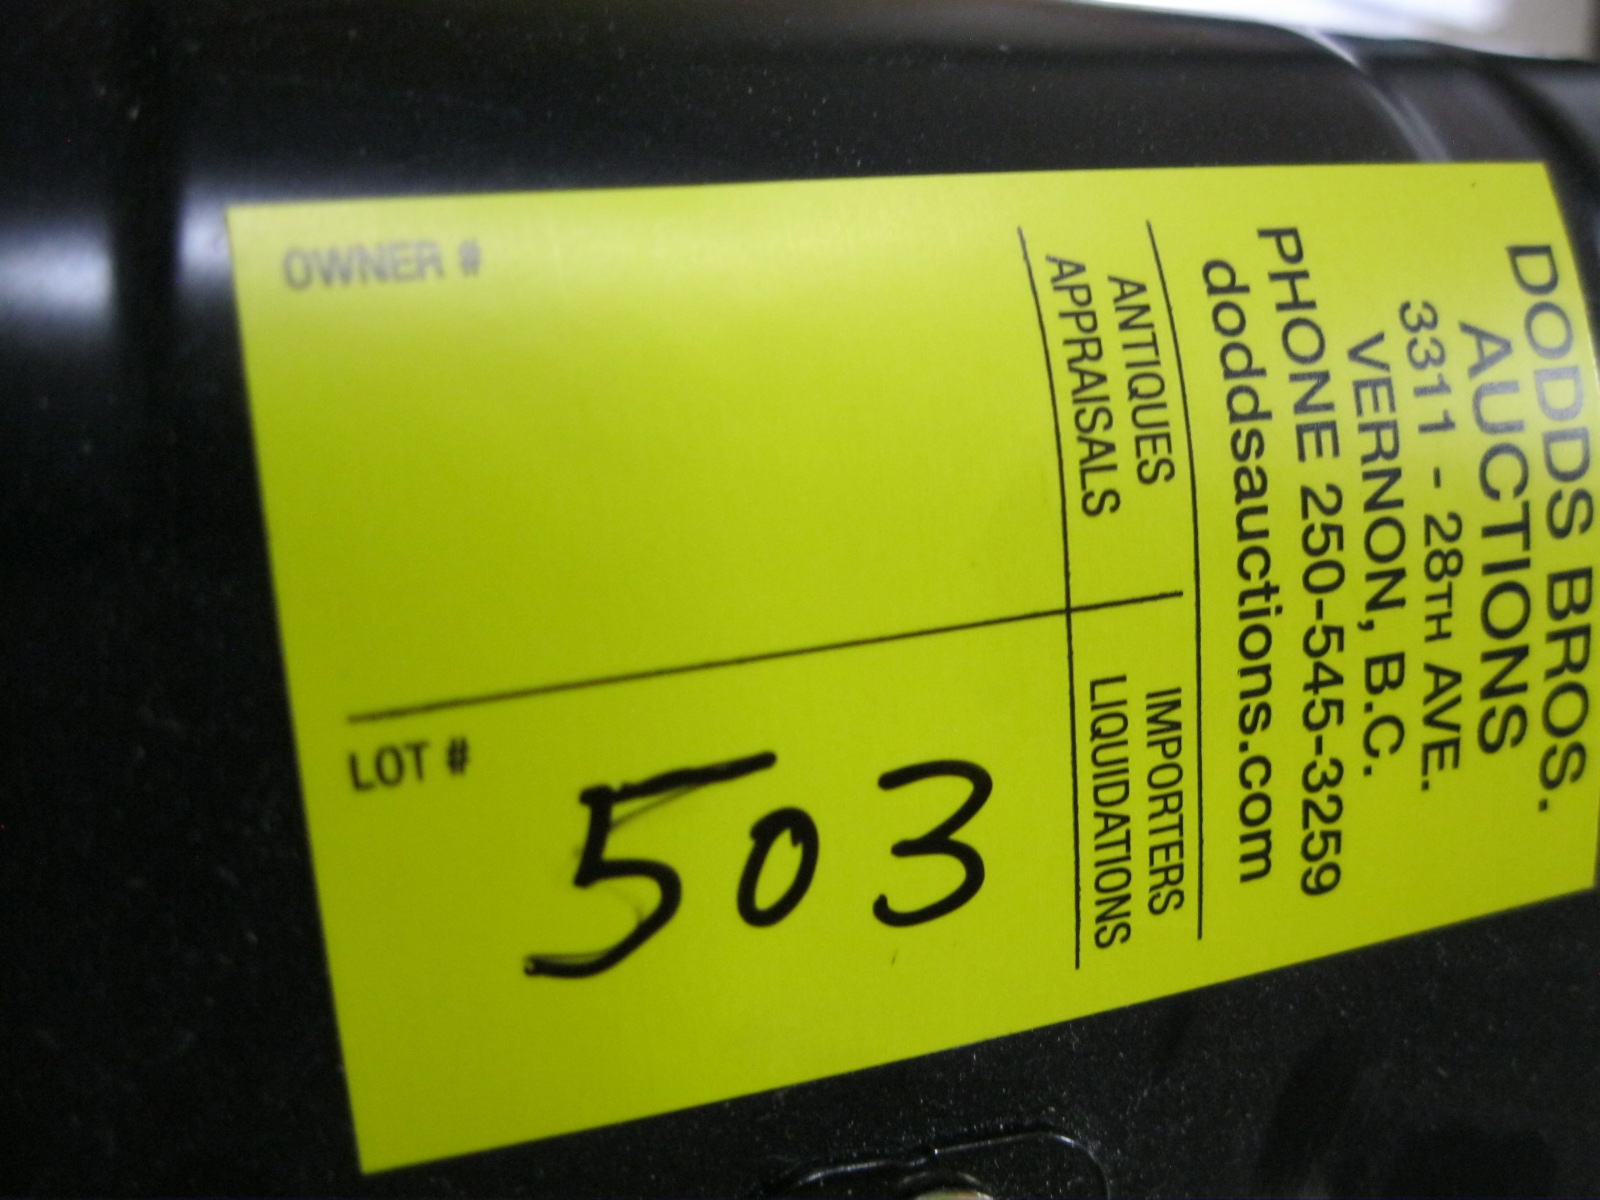 DODDS BROS.
AUCTIONS
3311 - 28TH AVE.
VERNON, B.C.
PHONE 250-545-3259
doddsauctions.com
ANTIQUES
APPRAISALS
IMPORTERS
LIQUIDATIONS
OWNER #
LOT #
503